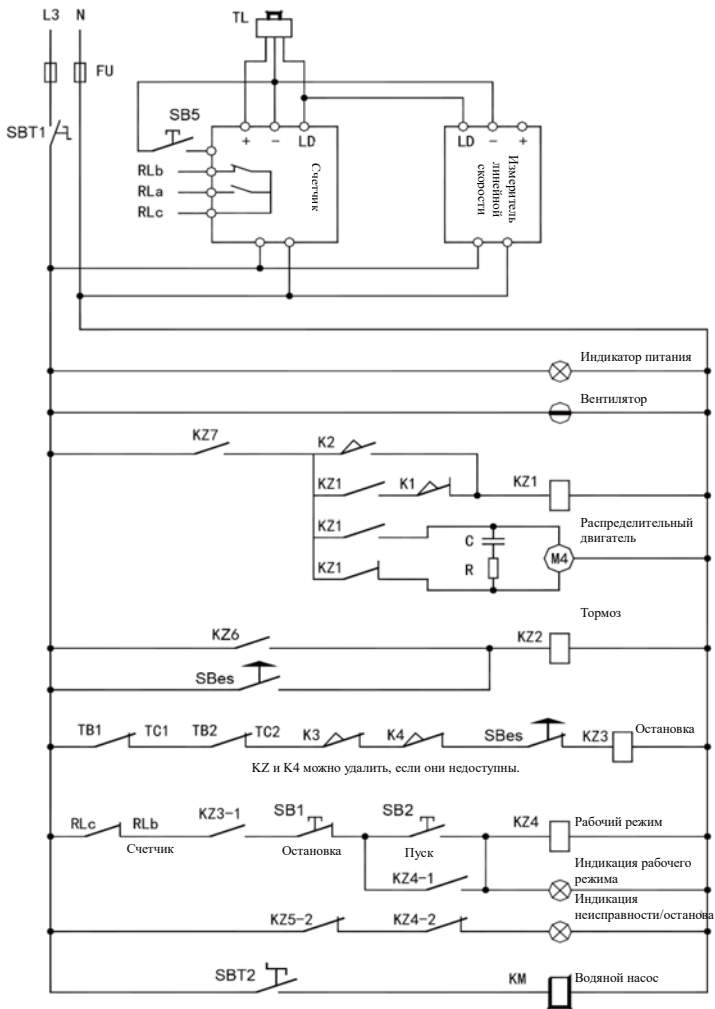 L3 N
TL
FU
SBT1
SB5
+ − LD
LD − +
RLb
RLa
RLc
Счетчик
Измеритель
линейной
скорости
Индикатор питания
Вентилятор
KZ7
K2
KZ1
K1
KZ1
KZ1
Распределительный
двигатель
C
R
M4
KZ1
Тормоз
KZ6
KZ2
SBes
TB1 TC1 TB2 TC2 K3 K4 SBes KZ3 Остановка
KZ и K4 можно удалить, если они недоступны.
RLc RLb KZ3-1 SB1 SB2 KZ4 Рабочий режим
Счетчик Остановка Пуск
KZ4-1
Индикация рабочего
режима
Индикация
неисправности/останова
KZ5-2 KZ4-2
SBT2
KM Водяной насос